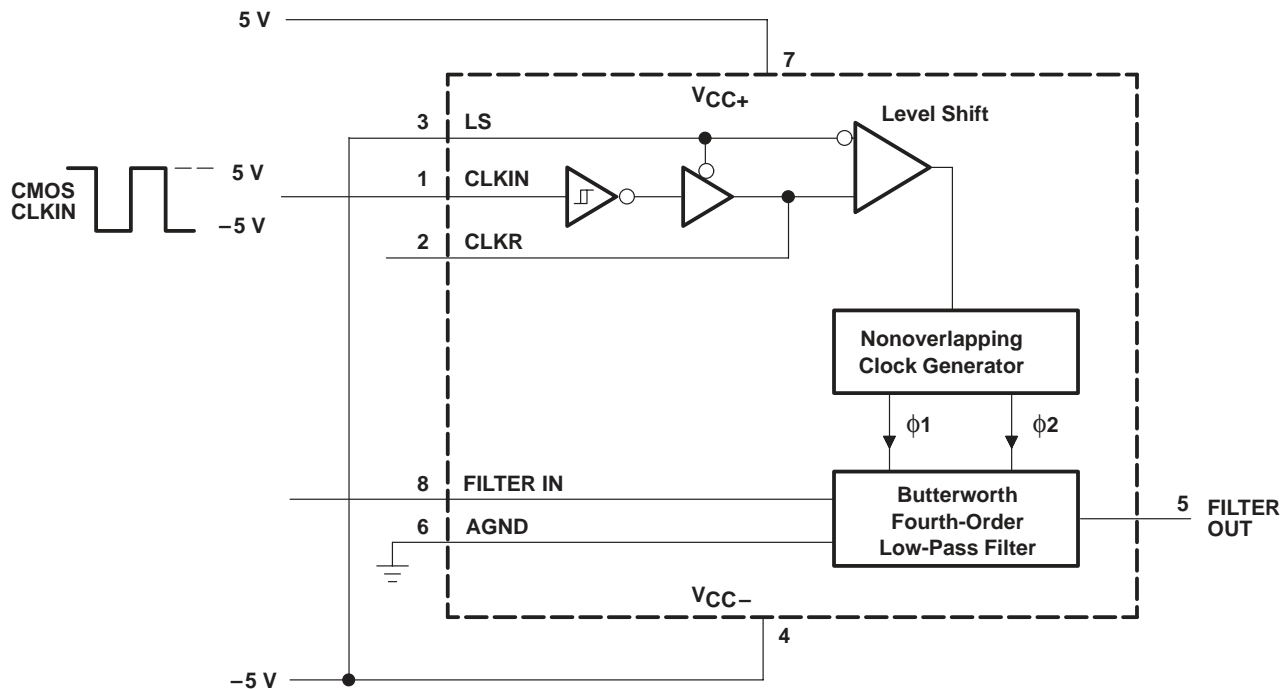 5 V
7
VCC+
Level Shift
3 LS
5 V
CMOS
CLKIN
1 CLKIN
–5 V
2 CLKR
Nonoverlapping
Clock Generator
ϕ1 ϕ2
8 FILTER IN
Butterworth
Fourth-Order
Low-Pass Filter
5 FILTER
OUT
6 AGND
VCC–
4
–5 V